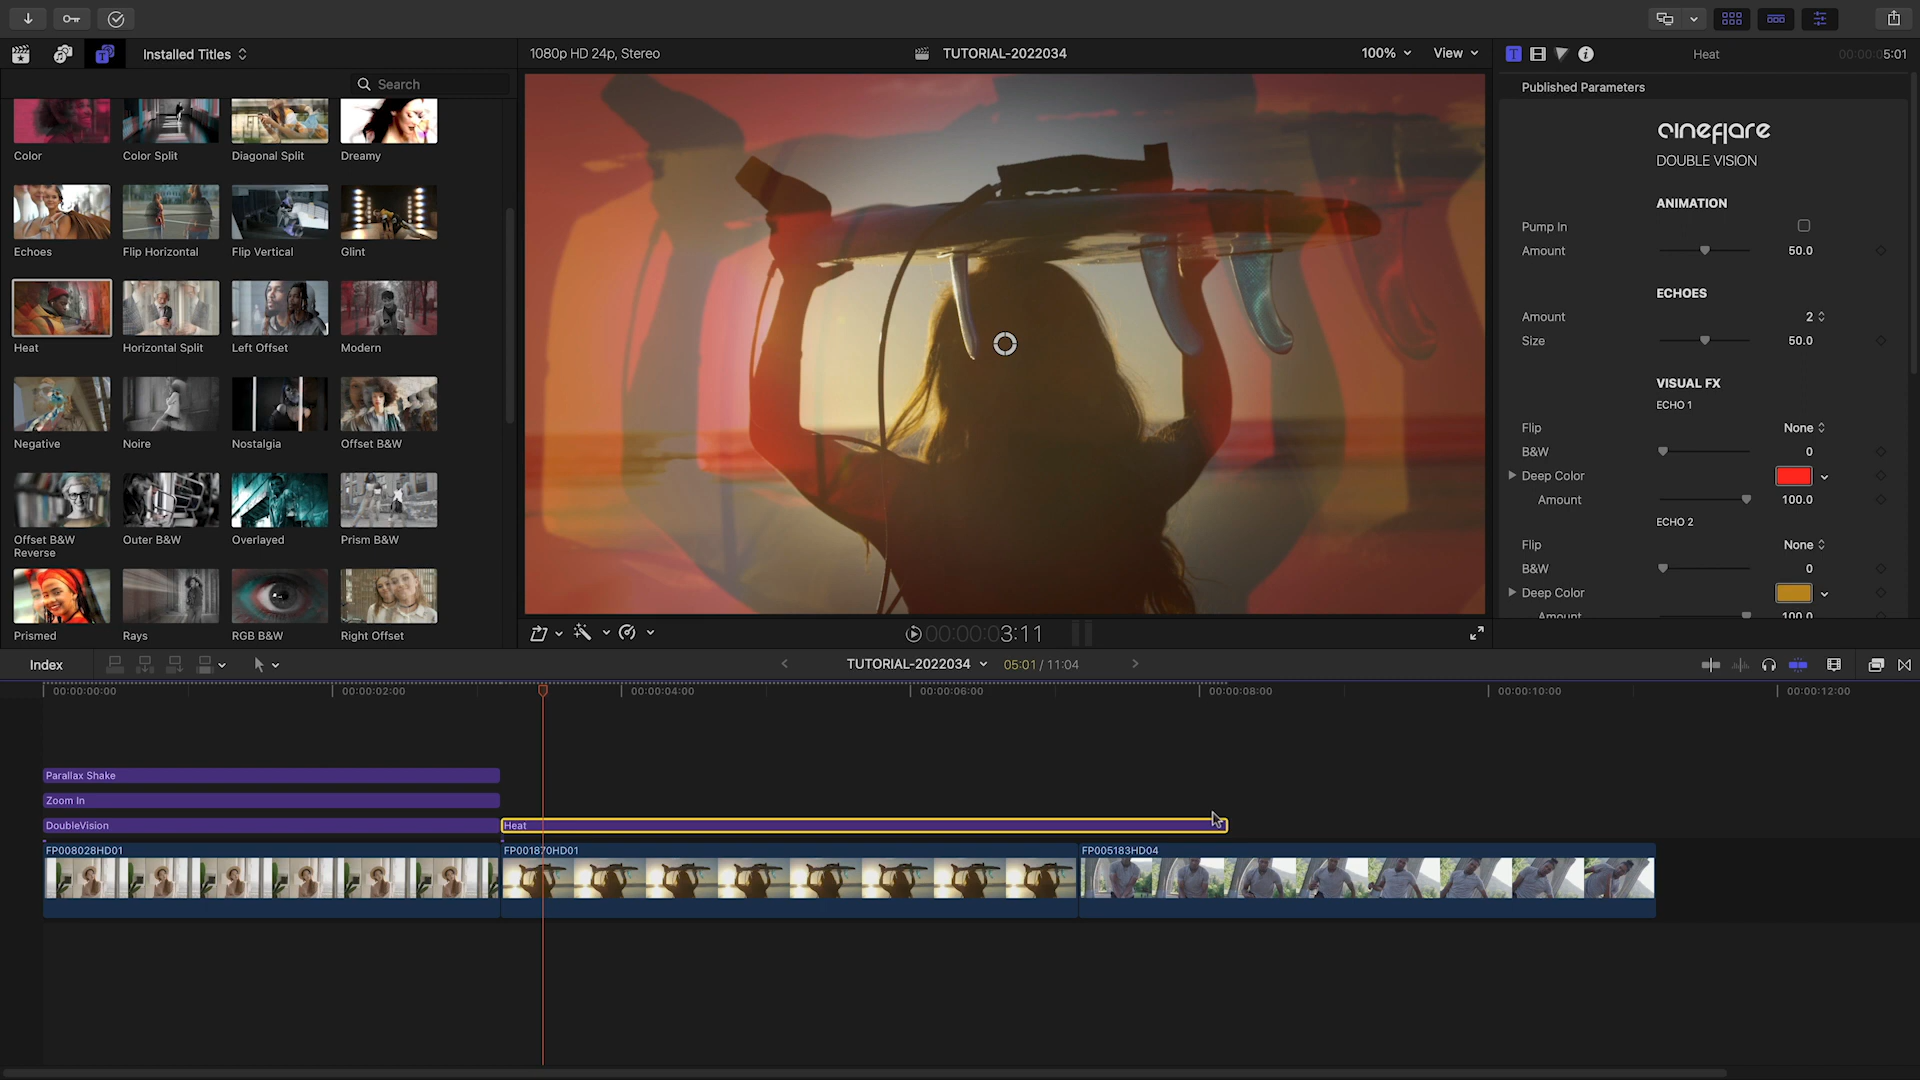 Installed Titles
1080p HD 24p, Stereo
TUTORIAL-2022034
100%
View
Heat
00:00:05:01
Search
Published Parameters
Color
Color Split
Diagonal Split
Dreamy
Echoes
Flip Horizontal
Flip Vertical
Glint
Heat
Horizontal Split
Left Offset
Modern
Negative
Noire
Nostalgia
Offset B&W
Offset B&W
Reverse
Outer B&W
Overlayed
Prism B&W
Prismed
Rays
RGB B&W
Right Offset
cineflare
DOUBLE VISION
ANIMATION
Pump In
Amount 50.0
ECHOES
Amount 2
Size 50.0
VISUAL FX
ECHO 1
Flip None
B&W 0
Deep Color
Amount 100.0
ECHO 2
Flip None
B&W 0
Deep Color
Amount 100.0
00:00:03:11
Index
TUTORIAL-2022034
05:01 / 11:04
00:00:00:00
00:00:02:00
00:00:04:00
00:00:06:00
00:00:08:00
00:00:10:00
00:00:12:00
Parallax Shake
Zoom In
DoubleVision
Heat
FP008028HD01
FP001870HD01
FP005183HD04